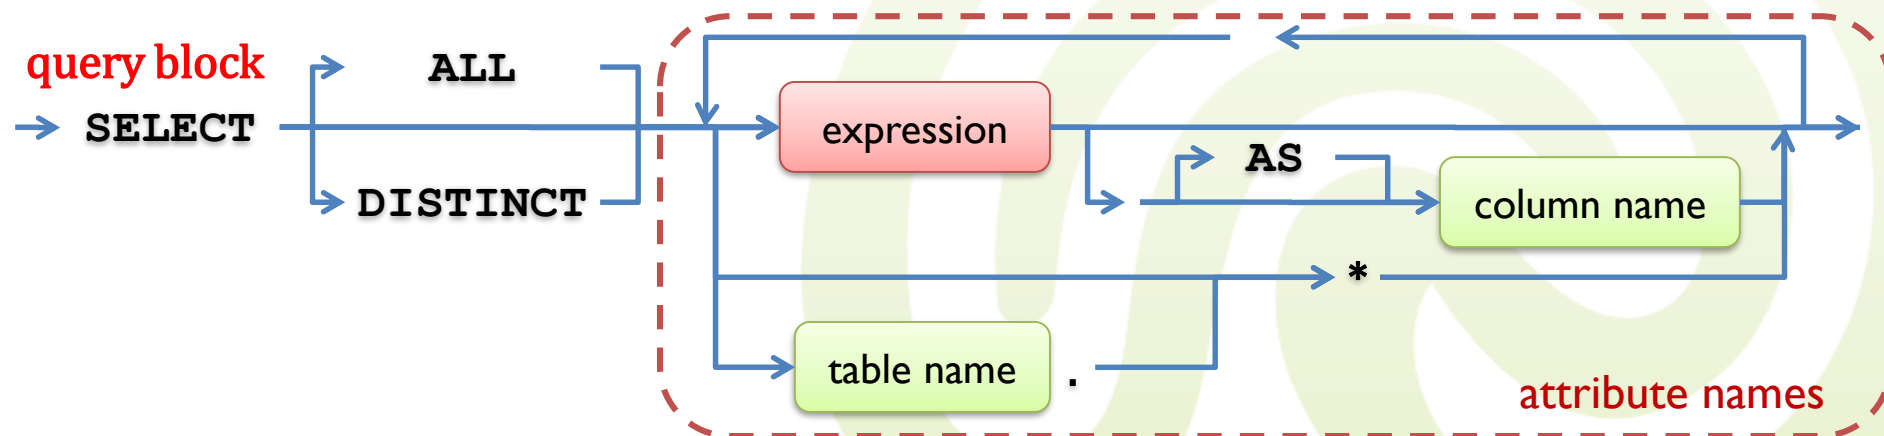 query block
SELECT
ALL
DISTINCT
expression
AS
column name
*
table name .
attribute names